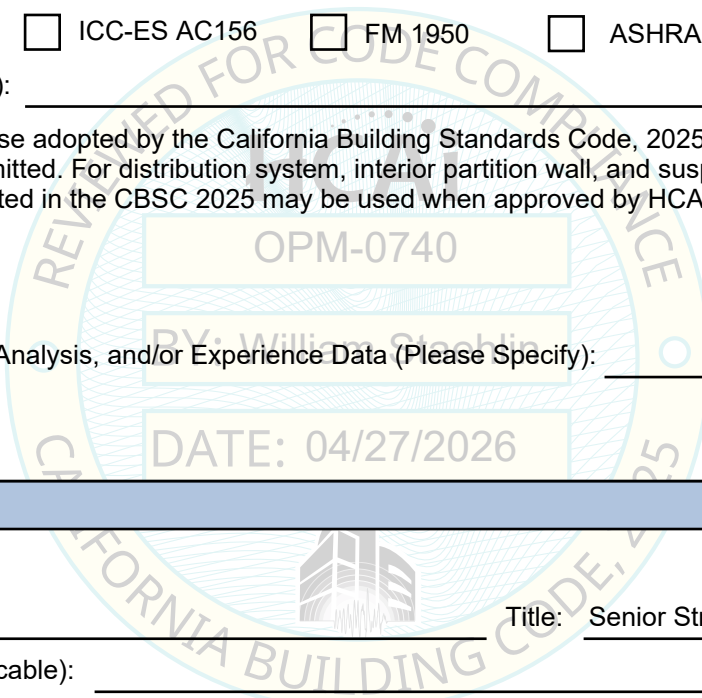 ICC-ES AC156 FM 1950 ASHRA
):
se adopted by the California Building Standards Code, 2025
mitted. For distribution system, interior partition wall, and susp
ted in the CBSC 2025 may be used when approved by HCA
REVIEWED FOR CODE COMPLIANCE
HCAi
OPM-0740
BY: William Staehlin
Analysis, and/or Experience Data (Please Specify):
DATE: 04/27/2026
CALIFORNIA BUILDING CODE, 2025
Title: Senior Str
cable):